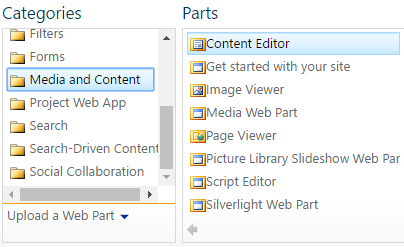 Categories
Filters
Forms
Media and Content
Project Web App
Search
Search-Driven Content
Social Collaboration
Upload a Web Part
Parts
Content Editor
Get started with your site
Image Viewer
Media Web Part
Page Viewer
Picture Library Slideshow Web Par
Script Editor
Silverlight Web Part